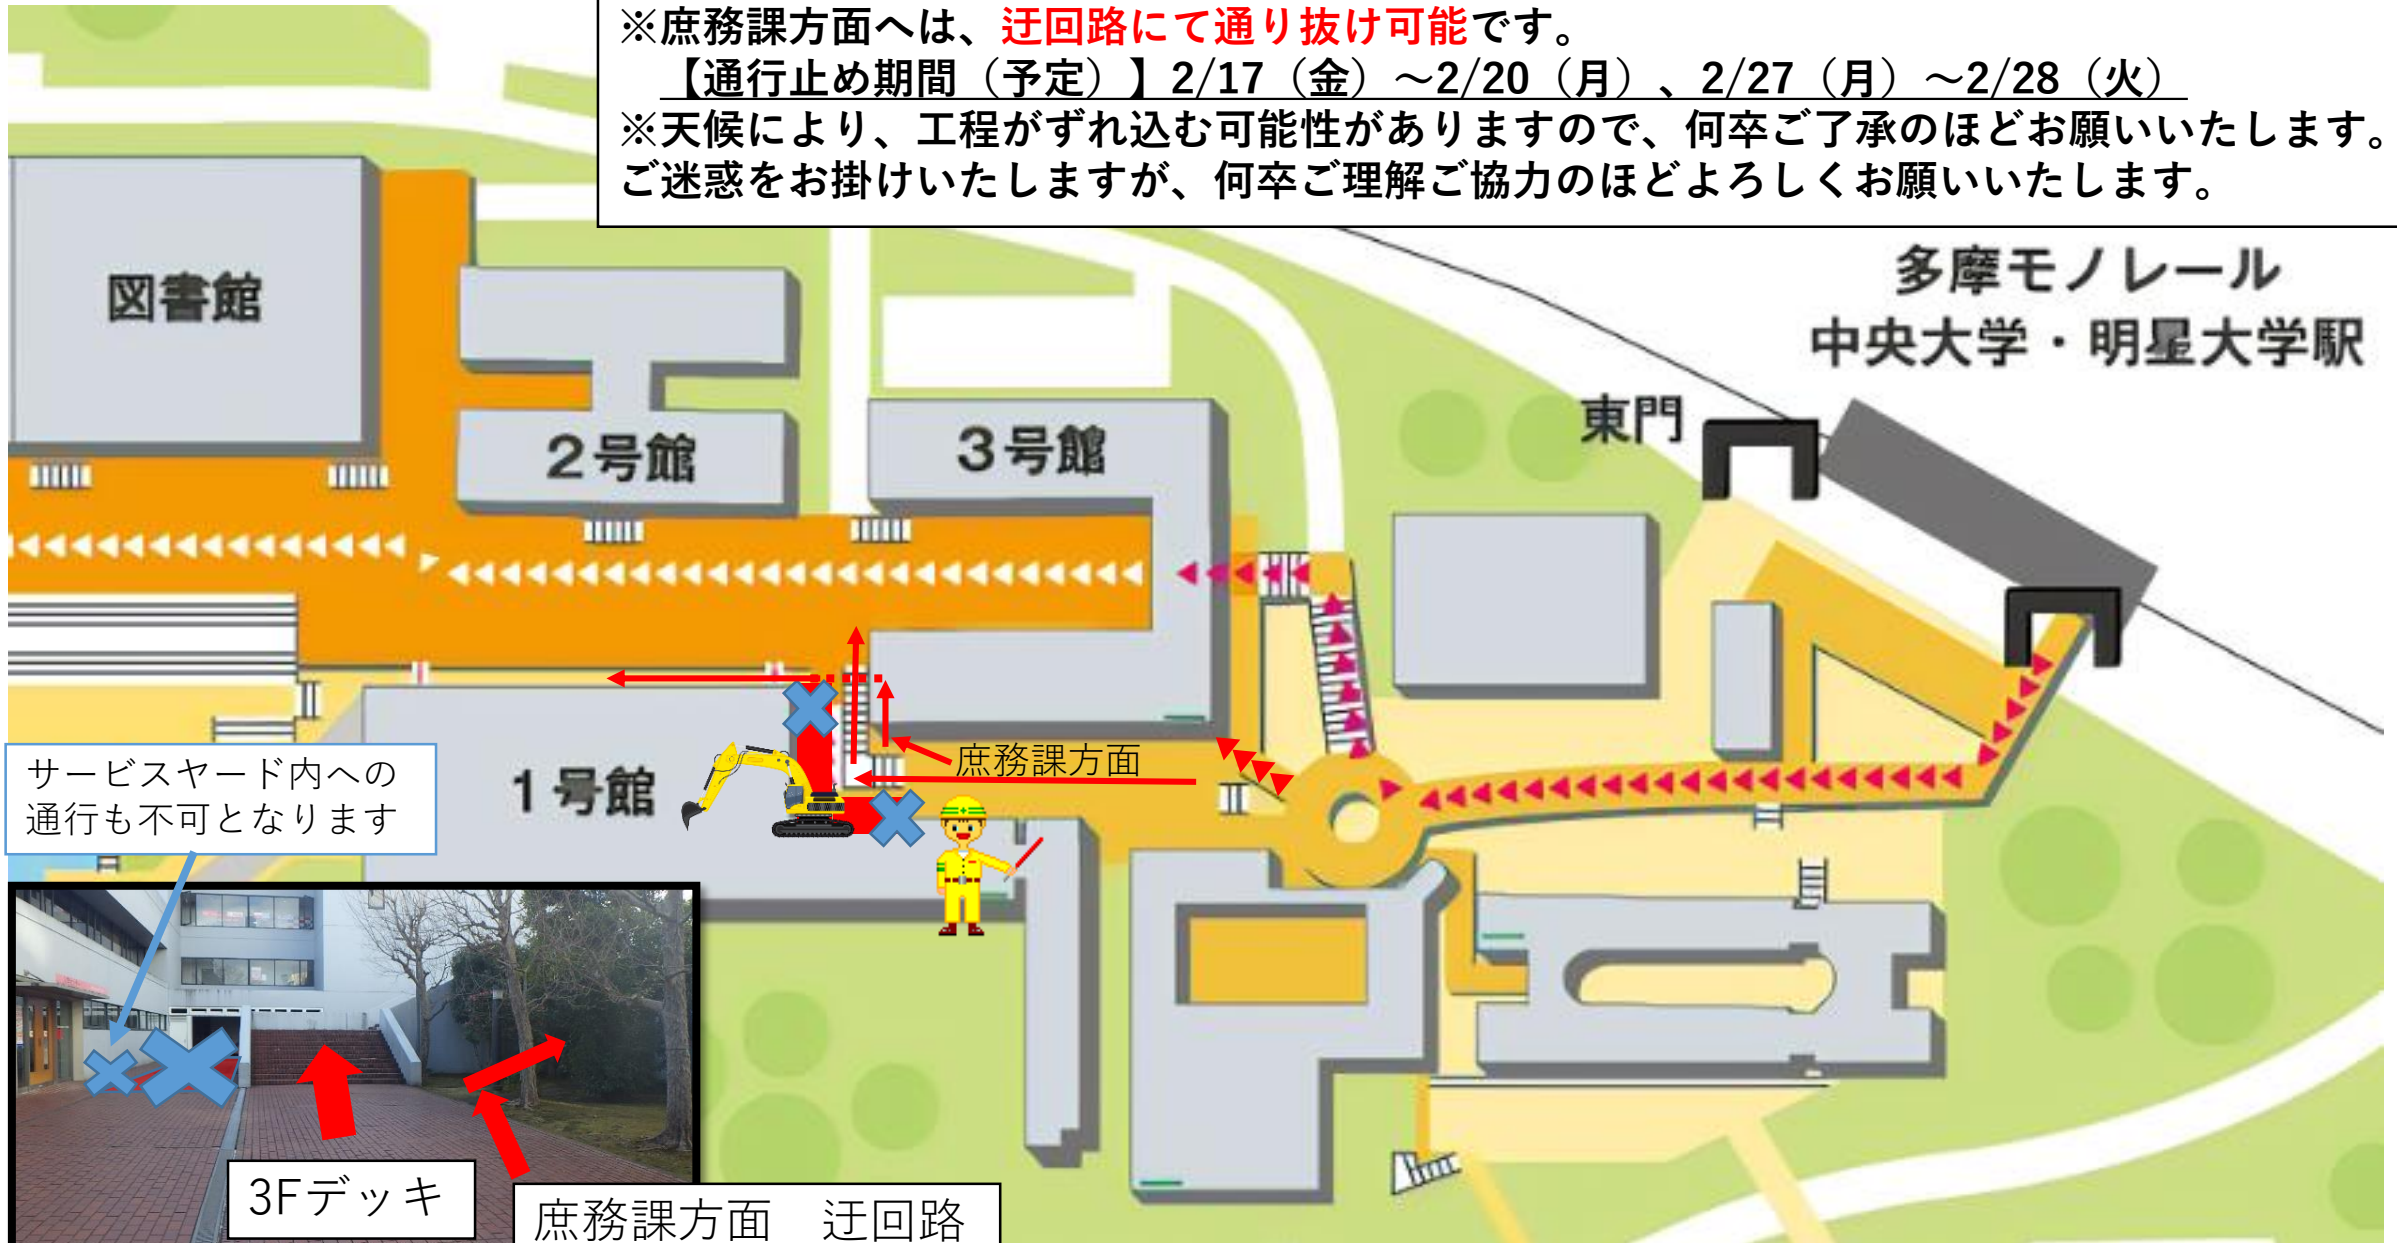 ※庶務課方面へは、迂回路にて通り抜け可能です。
【通行止め期間（予定）】2/17（金）～2/20（月）、2/27（月）～2/28（火）
※天候により、工程がずれ込む可能性がありますので、何卒ご了承のほどお願いいたします。
ご迷惑をお掛けいたしますが、何卒ご理解ご協力のほどよろしくお願いいたします。
多摩モノレール
中央大学・明星大学駅
図書館
東門
2号館
3号館
庶務課方面
1号館
サービスヤード内への
通行も不可となります
3Fデッキ
庶務課方面　迂回路